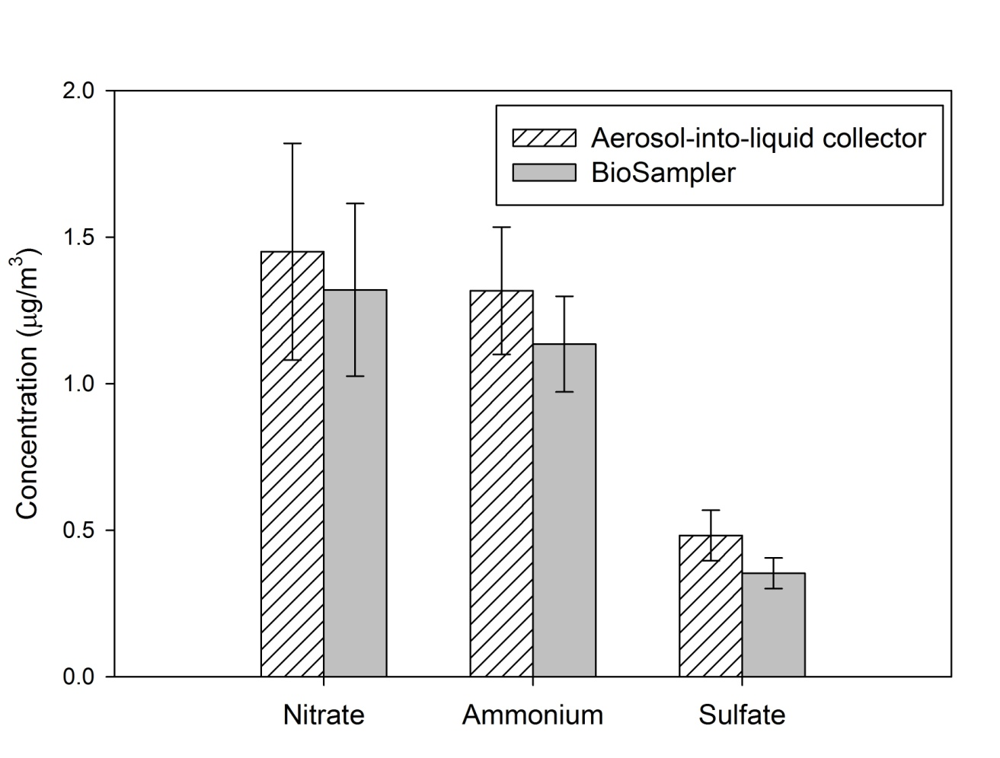 2.0
1.5
1.0
0.5
0.0
Concentration (μg/m³)
Aerosol-into-liquid collector
BioSampler
Nitrate
Ammonium
Sulfate